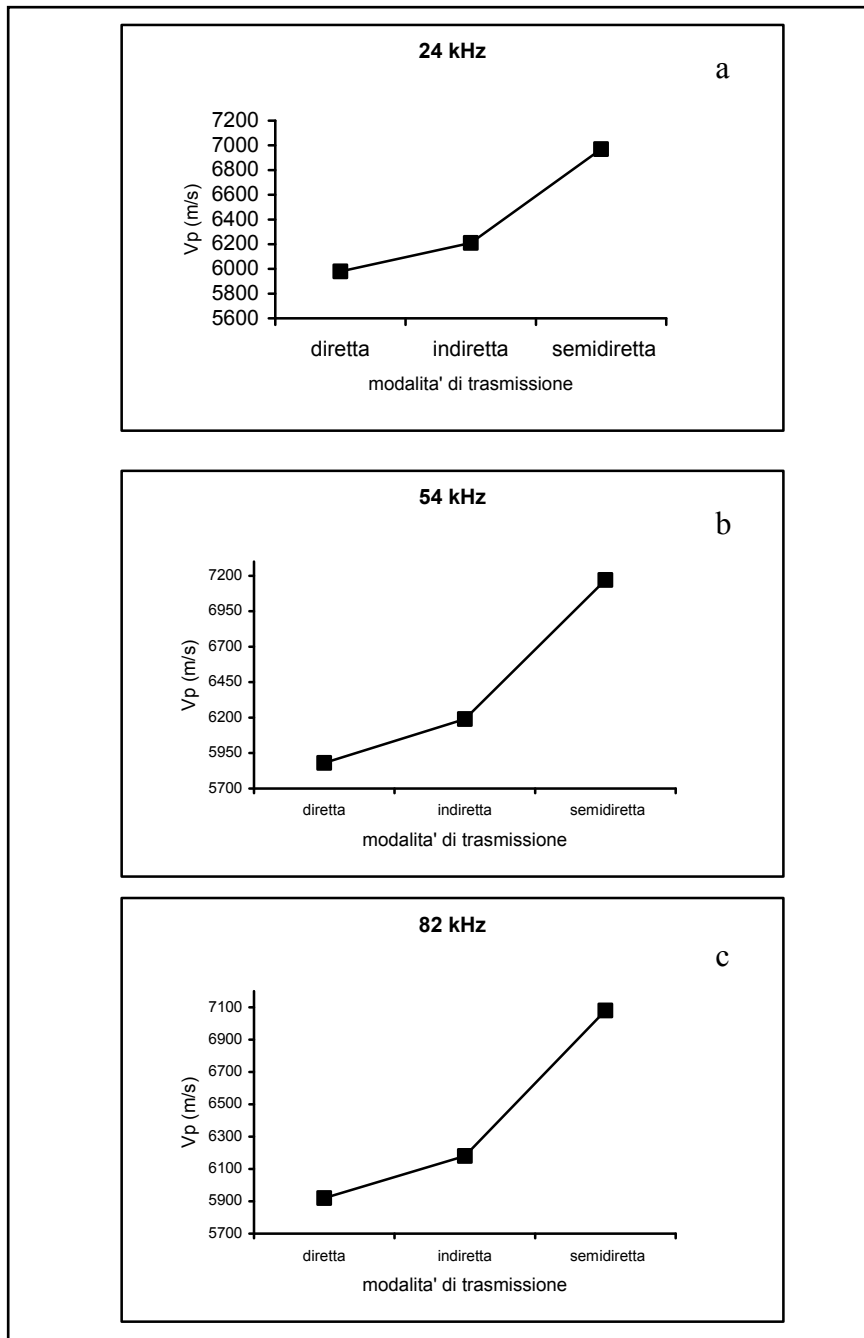 24 kHz
a
7200
7000
6800
6600
6400
6200
6000
5800
5600
Vp (m/s)
diretta indiretta semidiretta
modalita' di trasmissione
54 kHz
b
7200
6950
6700
6450
6200
5950
5700
Vp (m/s)
diretta indiretta semidiretta
modalita' di trasmissione
82 kHz
c
7100
6900
6700
6500
6300
6100
5900
5700
Vp (m/s)
diretta indiretta semidiretta
modalita' di trasmissione